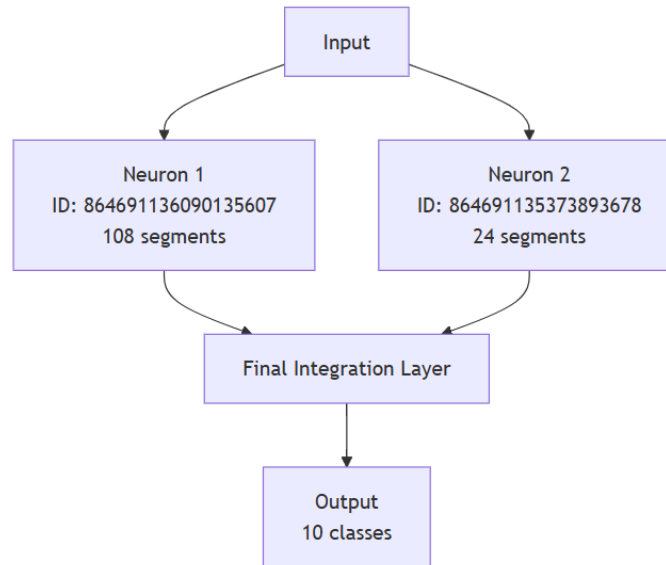 Input
Neuron 1
ID: 864691136090135607
108 segments
Neuron 2
ID: 864691135373893678
24 segments
Final Integration Layer
Output
10 classes